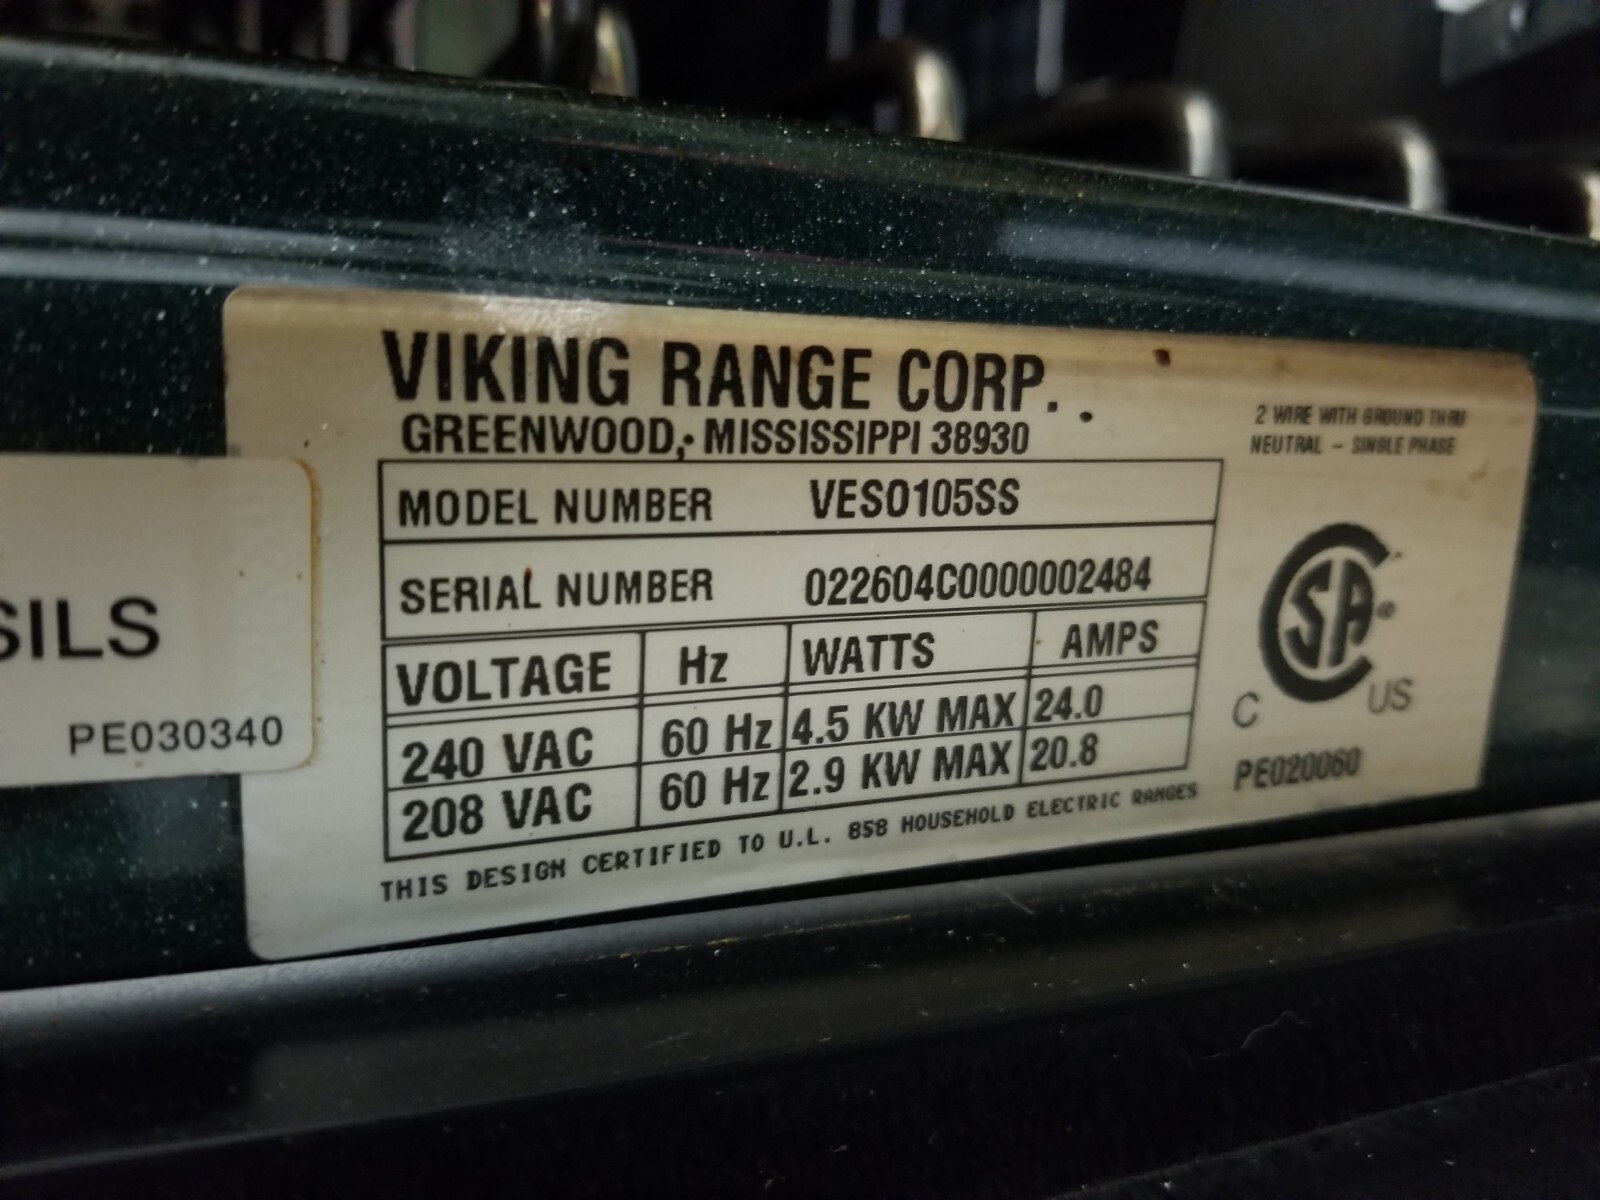 VIKING RANGE CORP.
GREENWOOD, MISSISSIPPI 38930
2 WIRE WITH GROUND THRU
NEUTRAL - SINGLE PHASE
MODEL NUMBER VESO105SS
SERIAL NUMBER 022604C0000002484
VOLTAGE Hz WATTS AMPS
240 VAC 60 Hz 4.5 KW MAX 24.0
208 VAC 60 Hz 2.9 KW MAX 20.8
THIS DESIGN CERTIFIED TO U.L. 858 HOUSEHOLD ELECTRIC RANGES
CSA ®
C US
PE020060
SILS
PE030340